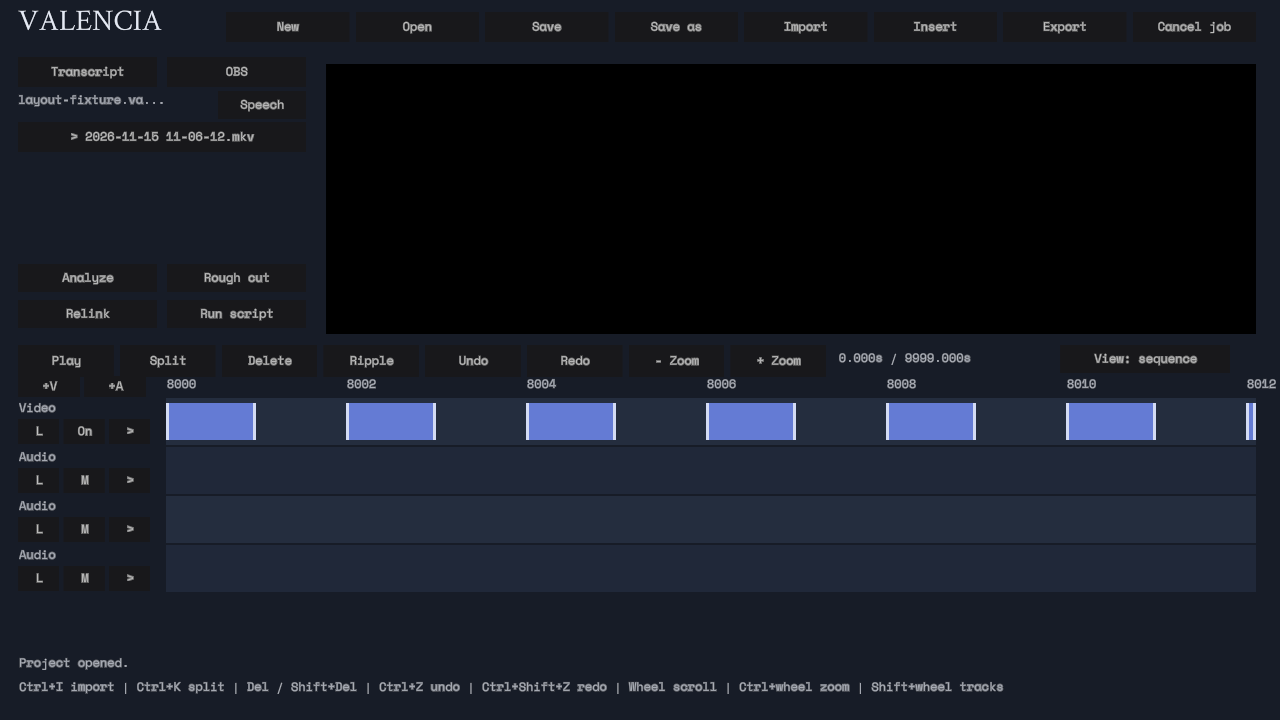 VALENCIA
New Open Save Save as Import Insert Export Cancel job
Transcript OBS
layout-fixture.va...
Speech
> 2026-11-15 11-06-12.mkv
Analyze Rough out
Relink Run script
Play Split Delete Ripple Undo Redo - Zoom + Zoom 0.000s / 9999.000s View: sequence
+V +A 8000 8002 8004 8006 8008 8010 8012
Video
L On >
Audio
L M >
Audio
L M >
Audio
L M >
Project opened.
Ctrl+I import | Ctrl+K split | Del / Shift+Del | Ctrl+Z undo | Ctrl+Shift+Z redo | Wheel scroll | Ctrl+wheel zoom | Shift+wheel tracks